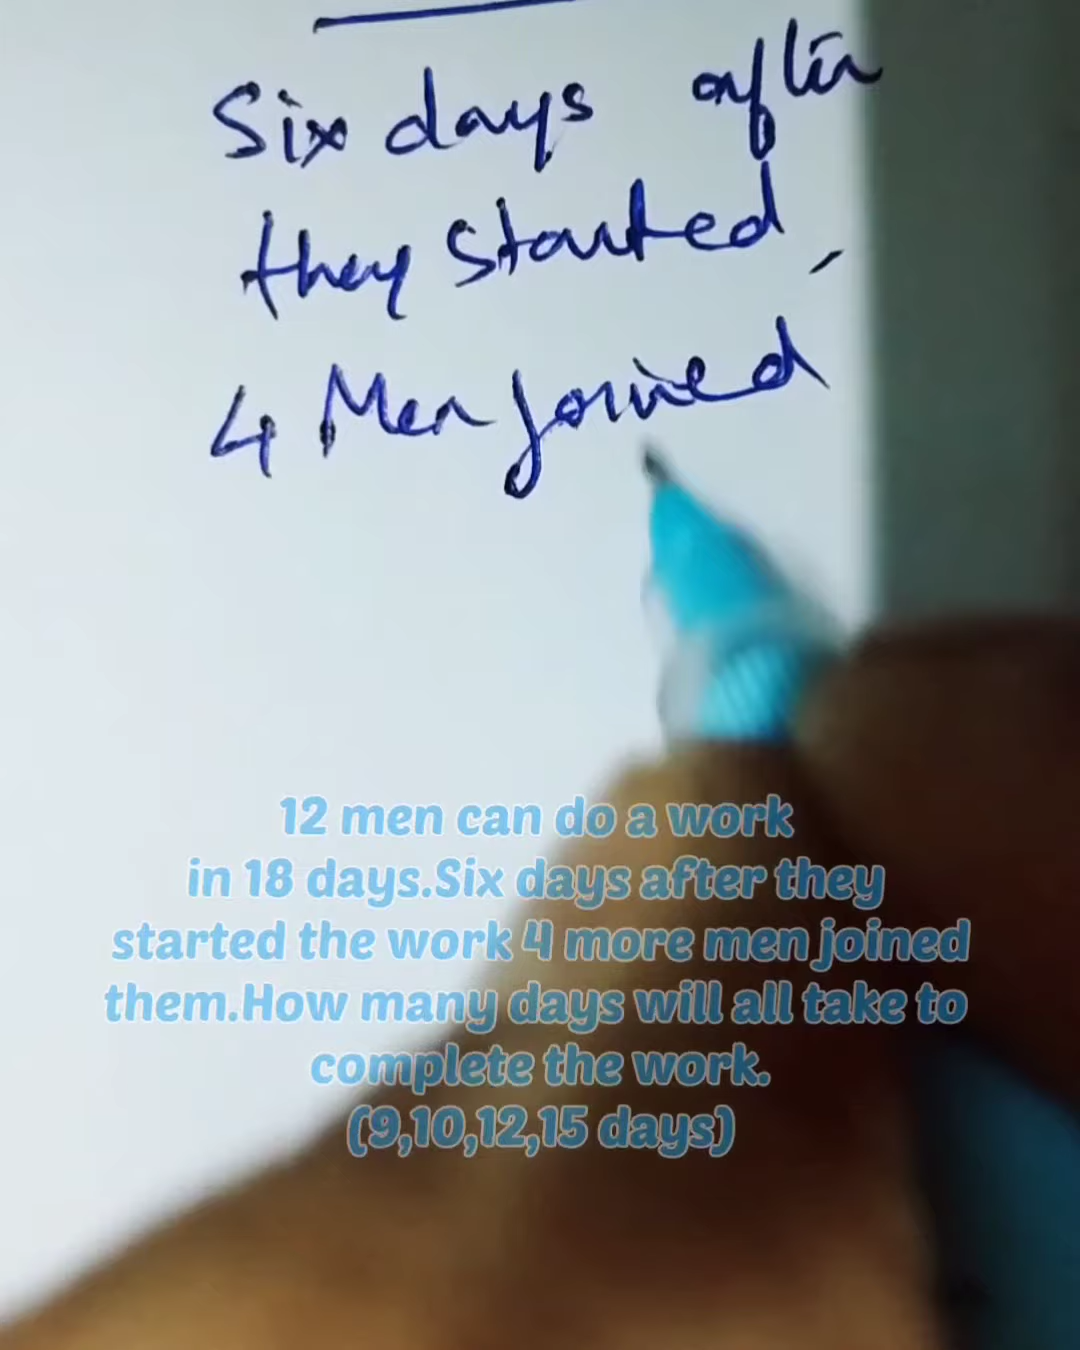 Six days after
they started,
4 Men joined
12 men can do a work
in 18 days.Six days after they
started the work 4 more men joined
them.How many days will all take to
complete the work.
(9,10,12,15 days)